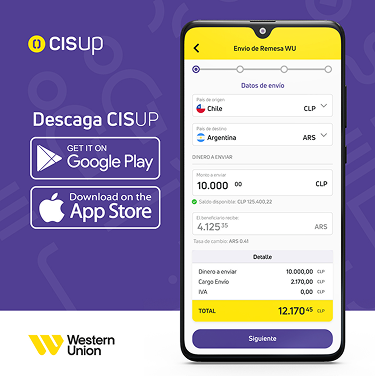 CISUP
Descaga CISUP
GET IT ON
Google Play
Download on the
App Store
Western
Union
Envío de Remesa WU
Datos de envío
País de origen
Chile CLP
País de destino
Argentina ARS
DINERO A ENVIAR
Monto a enviar
10.000 00 CLP
Saldo disponible: CLP 125.400,22
El beneficiario recibe:
4.125 35 ARS
Tasa de cambio: ARS 0.41
Detalle
Dinero a enviar 10.000,00 CLP
Cargo Envío 2.170,00 CLP
IVA 0,00 CLP
TOTAL 12.170 45 CLP
Siguiente